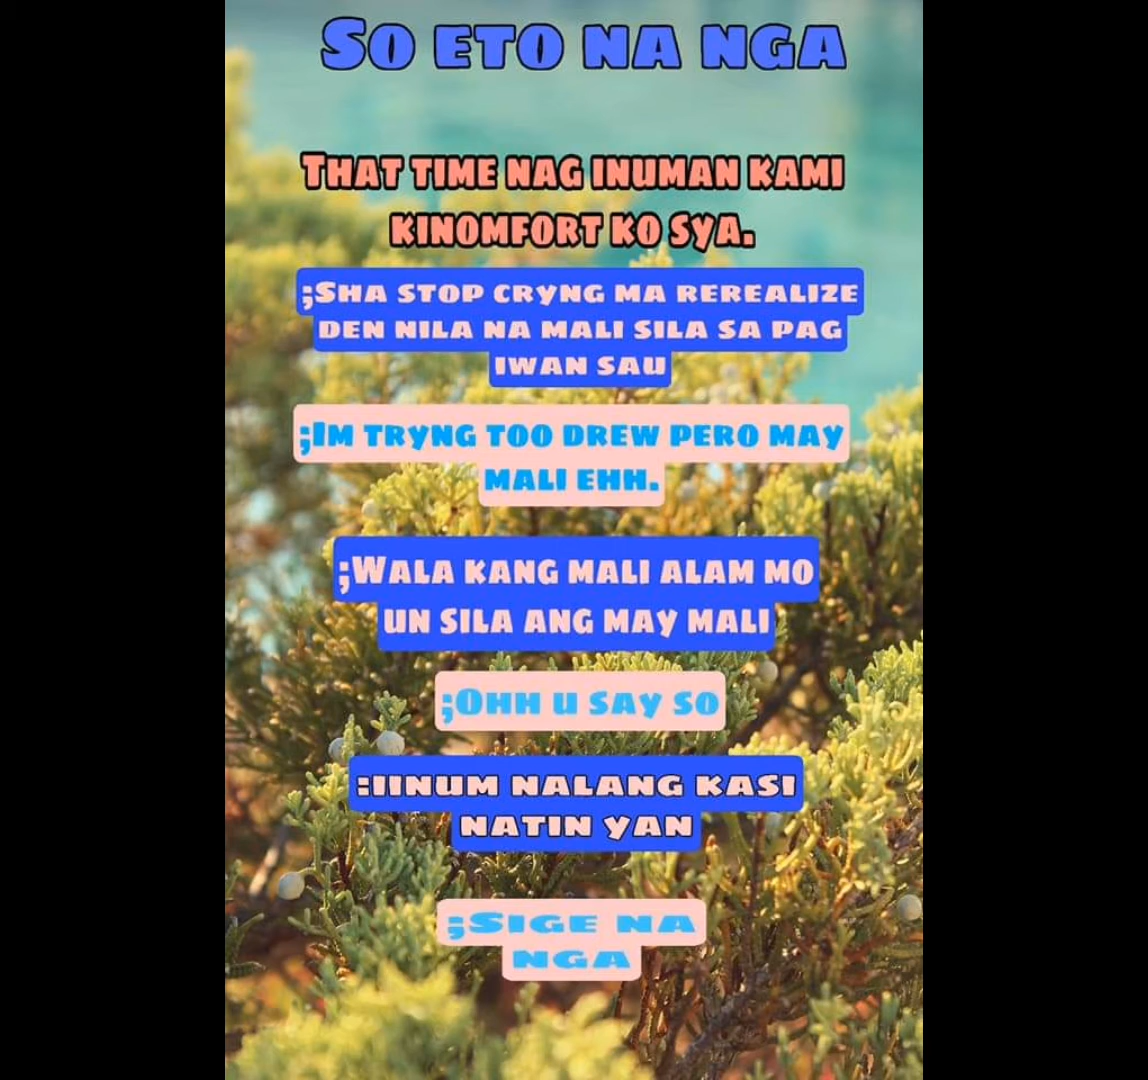 So eto na nga
That time nag inuman kami
kinomfort ko sya.
;Sha stop cryng ma rerealize
den nila na mali sila sa pag
iwan sau
;Im tryng too drew pero may
mali ehh.
;Wala kang mali alam mo
un sila ang may mali
;Ohh u say so
:iinum nalang kasi
natin yan
;Sige na
nga